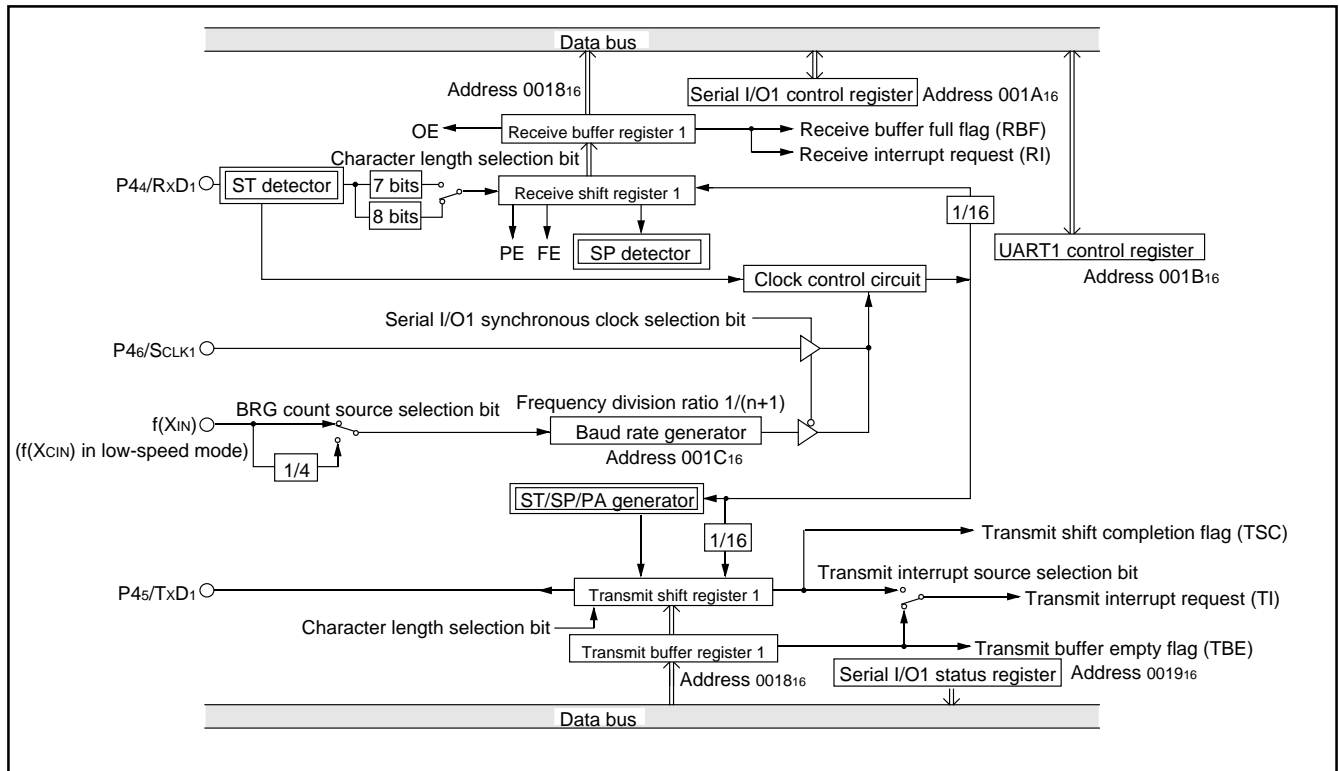 Data bus
Address 0018₁₆
Serial I/O1 control register Address 001A₁₆
OE Receive buffer register 1 Receive buffer full flag (RBF)
Character length selection bit Receive interrupt request (RI)
P4₄/RxD₁ ST detector 7 bits Receive shift register 1
8 bits 1/16
PE FE SP detector UART1 control register
Clock control circuit Address 001B₁₆
Serial I/O1 synchronous clock selection bit
P4₆/SCLK1
BRG count source selection bit Frequency division ratio 1/(n+1)
f(XIN) Baud rate generator
(f(XCIN) in low-speed mode) Address 001C₁₆
1/4
ST/SP/PA generator
1/16 Transmit shift completion flag (TSC)
Transmit interrupt source selection bit
P4₅/TxD₁ Transmit shift register 1 Transmit interrupt request (TI)
Character length selection bit
Transmit buffer register 1 Transmit buffer empty flag (TBE)
Address 0018₁₆ Serial I/O1 status register Address 0019₁₆
Data bus